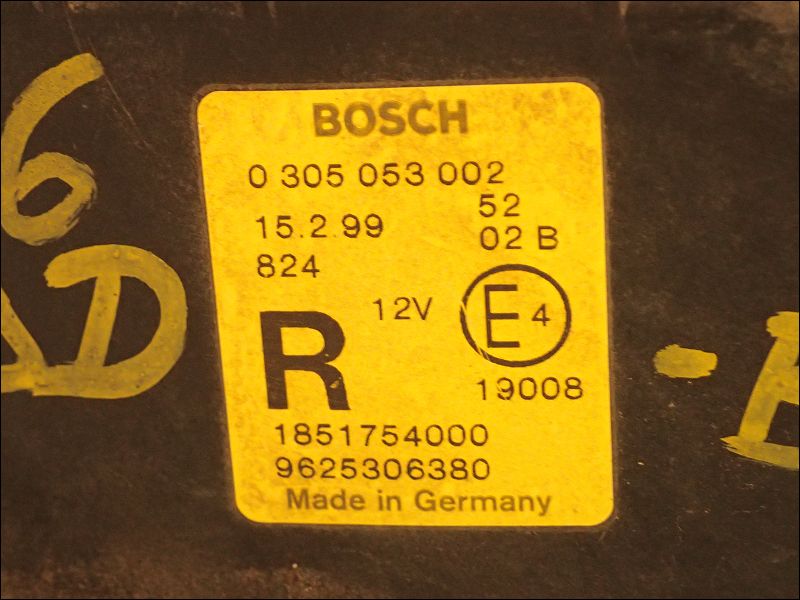 BOSCH
0 305 053 002
52
15.2.99
02 B
824
R
12V
E4
19008
1851754000
9625306380
Made in Germany
6
D
-